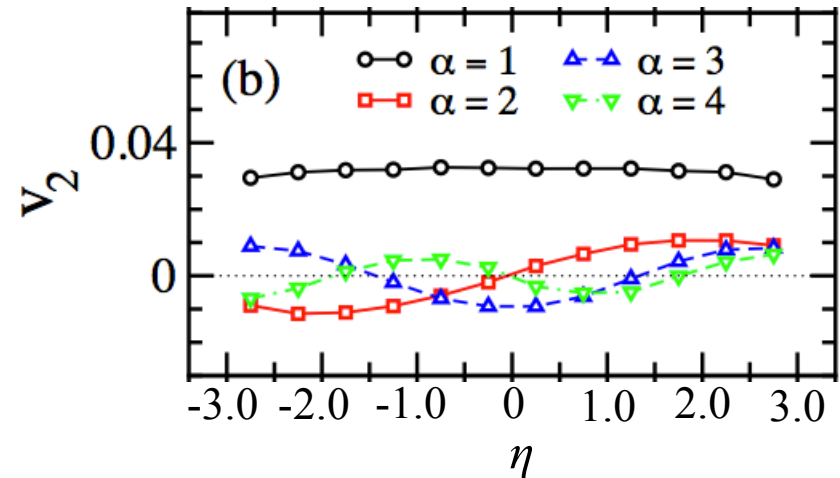 (b)
α = 1 α = 3
α = 2 α = 4
0.04
0
v₂
-3.0 -2.0 -1.0 0 1.0 2.0 3.0
η